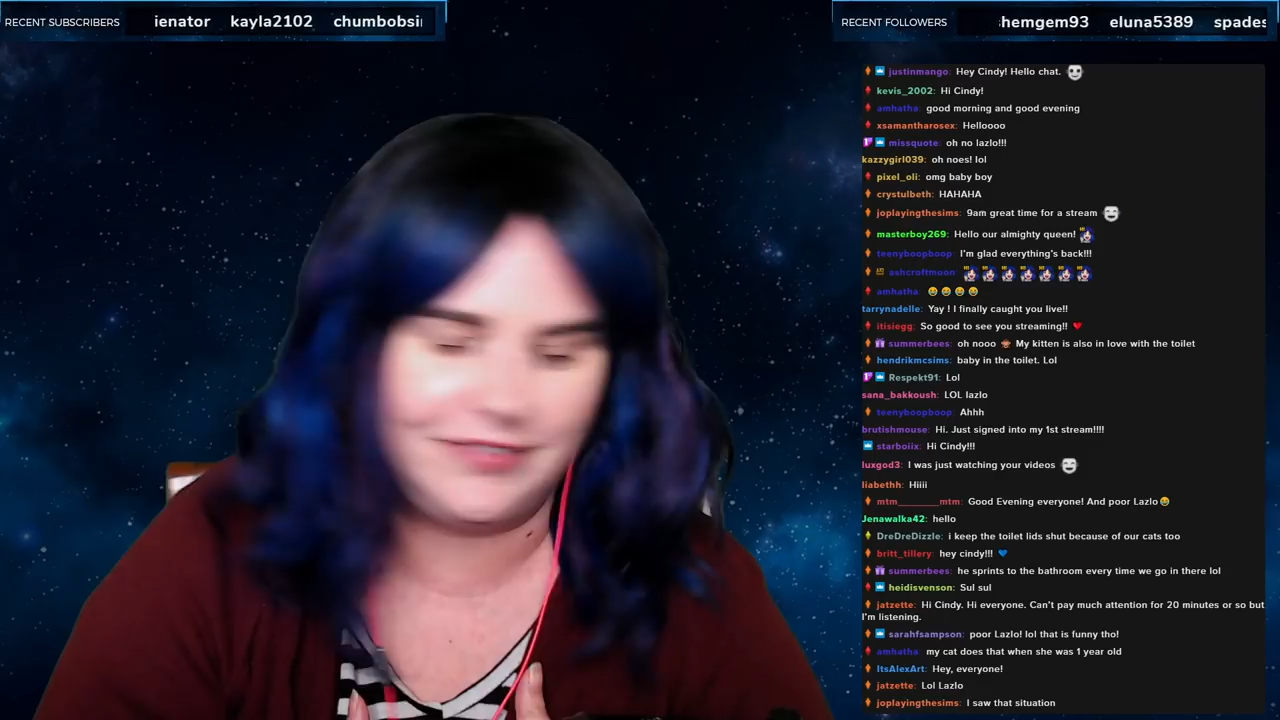 RECENT SUBSCRIBERS ienator kayla2102 chumbobsi
RECENT FOLLOWERS hemgem93 eluna5389 spades
justinmango: Hey Cindy! Hello chat.
kevis_2002: Hi Cindy!
amhatha: good morning and good evening
xsamantharosex: Helloooo
missquote: oh no lazlo!!!
kazzygirl039: oh noes! lol
pixel_oli: omg baby boy
crystulbeth: HAHAHA
joplayingthesims: 9am great time for a stream
masterboy269: Hello our almighty queen!
teenyboopboop: I'm glad everything's back!!!
ashcroftmoon:
amhatha: 😂 😂 😂 😂
tarrynadelle: Yay ! I finally caught you live!!
itisiegg: So good to see you streaming!! ♥
summerbees: oh nooo 🙊 My kitten is also in love with the toilet
hendrikmcsims: baby in the toilet. Lol
Respekt91: Lol
sana_bakkoush: LOL lazlo
teenyboopboop: Ahhh
brutishmouse: Hi. Just signed into my 1st stream!!!!
starboiix: Hi Cindy!!!
luxgod3: I was just watching your videos
liabethh: Hiiii
mtm_______mtm: Good Evening everyone! And poor Lazlo😂
Jenawalka42: hello
DreDreDizzle: i keep the toilet lids shut because of our cats too
britt_tillery: hey cindy!!! 💙
summerbees: he sprints to the bathroom every time we go in there lol
heidisvenson: Sul sul
jatzette: Hi Cindy. Hi everyone. Can't pay much attention for 20 minutes or so but
I'm listening.
sarahfsampson: poor Lazlo! lol that is funny tho!
amhatha: my cat does that when she was 1 year old
ItsAlexArt: Hey, everyone!
jatzette: Lol Lazlo
joplayingthesims: I saw that situation